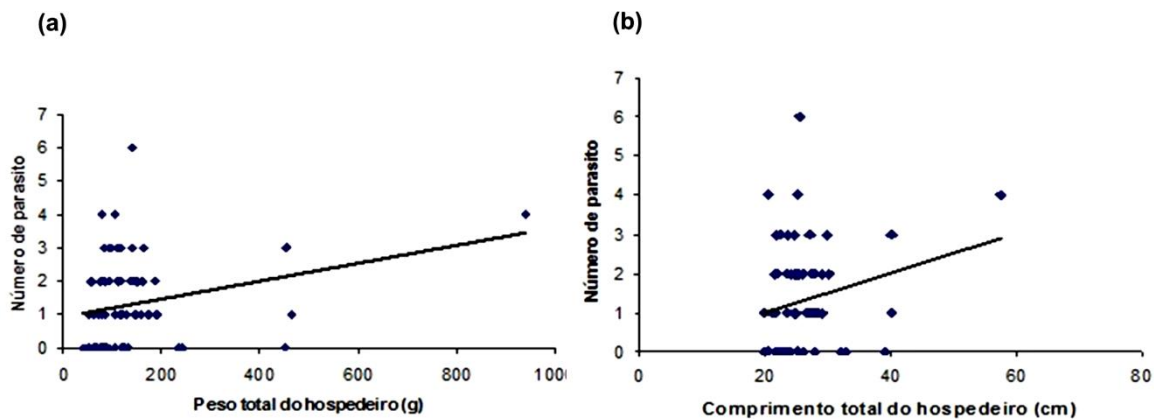 (a)
Número de parasito
7
6
5
4
3
2
1
0
0 200 400 600 800 1000
Peso total do hospedeiro (g)
(b)
Número de parasito
7
6
5
4
3
2
1
0
0 20 40 60 80
Comprimento total do hospedeiro (cm)